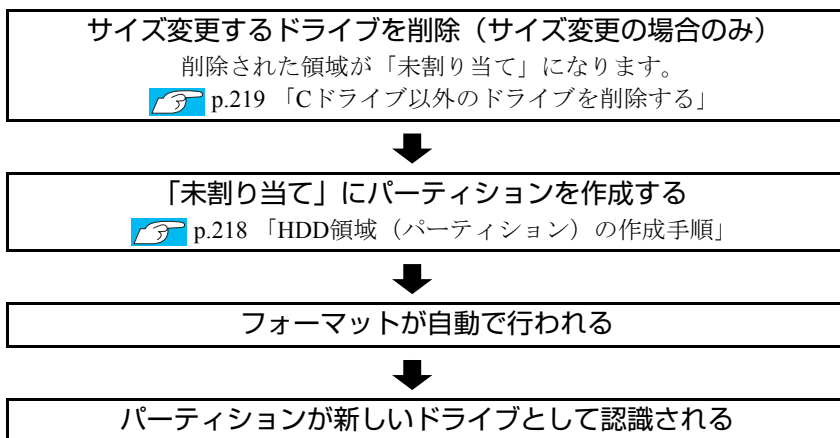 サイズ変更するドライブを削除（サイズ変更の場合のみ）
削除された領域が「未割り当て」になります。
p.219 「Cドライブ以外のドライブを削除する」
「未割り当て」にパーティションを作成する
p.218 「HDD領域（パーティション）の作成手順」
フォーマットが自動で行われる
パーティションが新しいドライブとして認識される